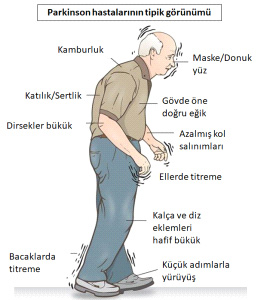 Parkinson hastalarının tipik görünümü
Kamburluk
Maske/Donuk
yüz
Katılık/Sertlik
Gövde öne
doğru eğik
Dirsekler bükük
Azalmış kol
salınımları
Ellerde titreme
Kalça ve diz
eklemleri
hafif bükük
Bacaklarda
titreme
Küçük adımlarla
yürüyüş